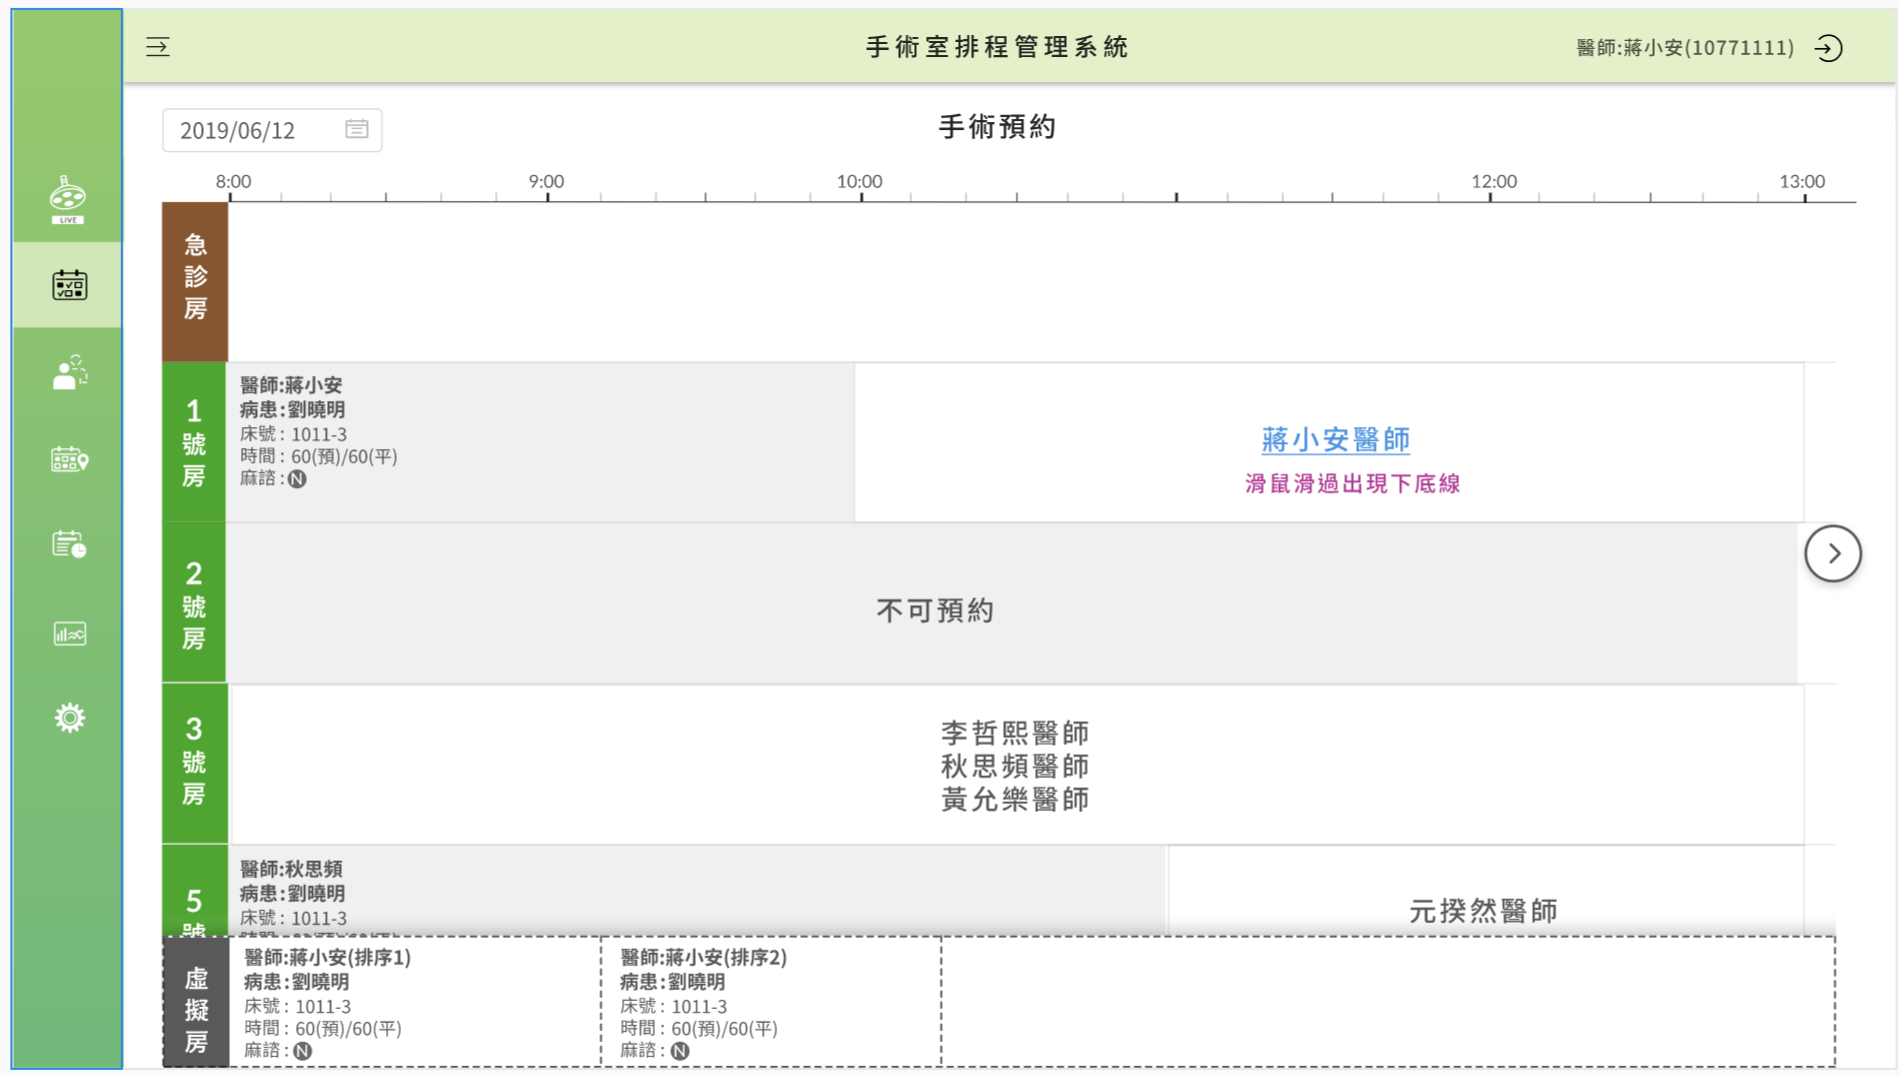 手術室排程管理系統
醫師:蔣小安(10771111)
2019/06/12
手術預約
8:00
9:00
10:00
12:00
13:00
LIVE
急診房
1號房
醫師:蔣小安
病患:劉曉明
床號: 1011-3
時間: 60(預)/60(平)
麻諮:N
蔣小安醫師
滑鼠滑過出現下底線
2號房
不可預約
3號房
李哲熙醫師
秋思頻醫師
黃允樂醫師
5號
醫師:秋思頻
病患:劉曉明
床號: 1011-3
元揆然醫師
虛擬房
醫師:蔣小安(排序1)
病患:劉曉明
床號: 1011-3
時間: 60(預)/60(平)
麻諮:N
醫師:蔣小安(排序2)
病患:劉曉明
床號: 1011-3
時間: 60(預)/60(平)
麻諮:N